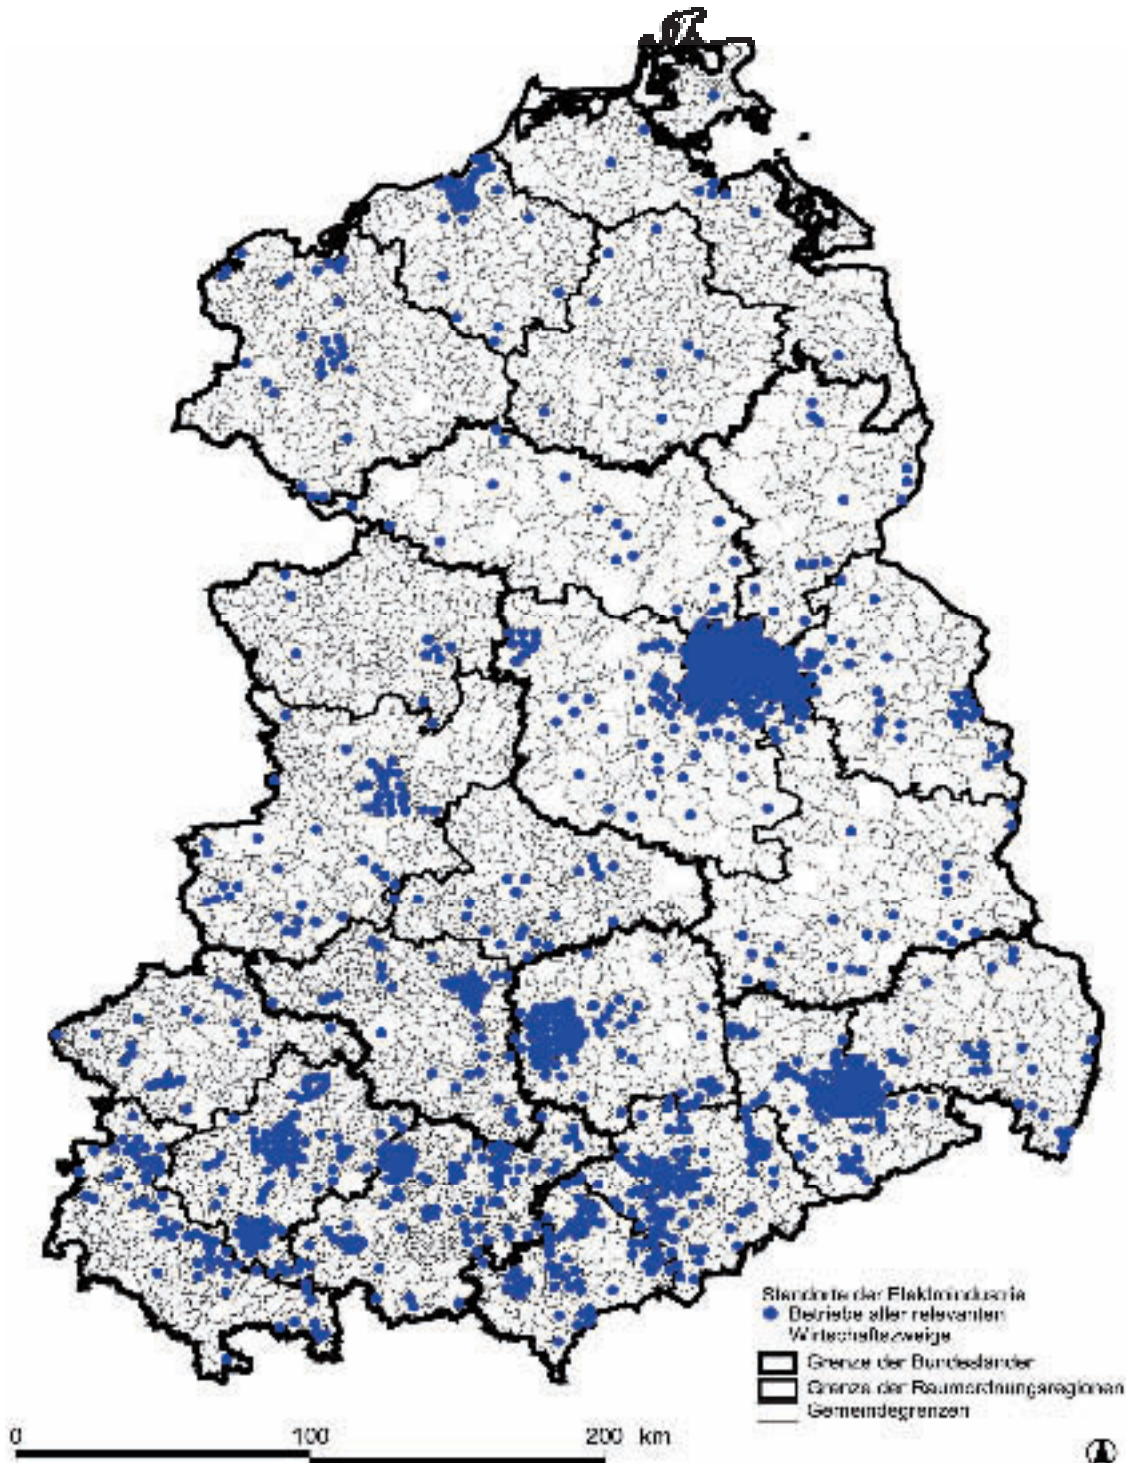 Standorte der Elektroindustrie
Betriebe aller relevanten
Wirtschaftszweige
Grenze der Bundesländer
Grenze der Raumordnungsregionen
Gemeindegrenzen
0 100 200 km